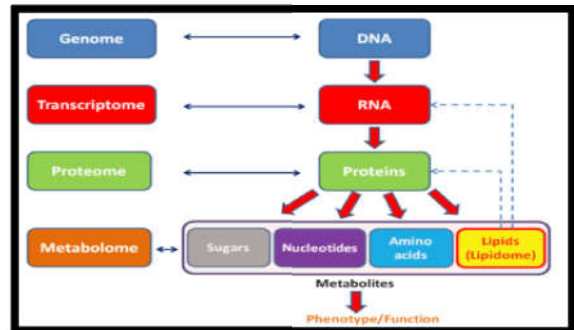 Genome
DNA
Transcriptome
RNA
Proteome
Proteins
Metabolome
Sugars
Nucleotides
Amino
acids
Lipids
(Lipidome)
Metabolites
Phenotype/Function